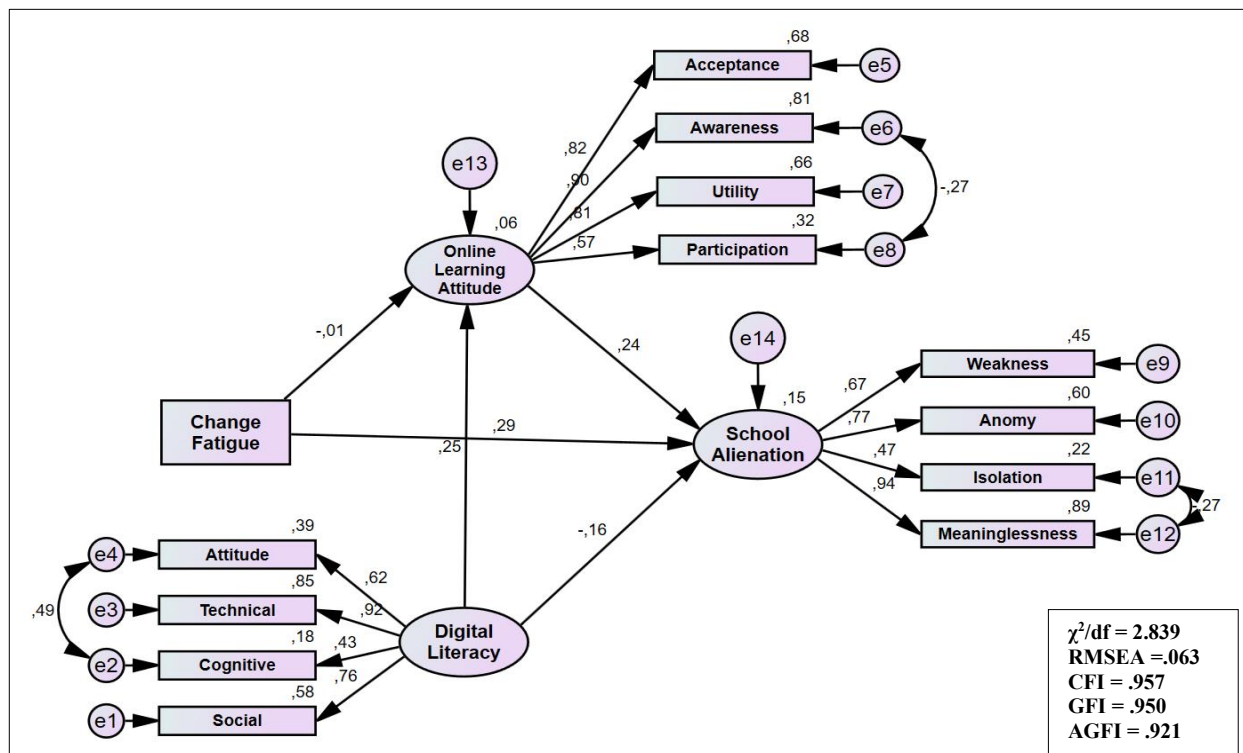 ,68
Acceptance
e5
,81
Awareness
e6
,82
e13
,90
,66
Utility
e7
-,27
,81
,06
,32
,57
Participation
e8
Online
Learning
Attitude
-,01
,24
e14
,45
Weakness
e9
,67
,15
,60
Change
Fatigue
,29
,25
School
Alienation
,77
Anomy
e10
,47
,22
Isolation
e11
,94
-,27
,89
Meaninglessness
e12
-,16
,39
e4
Attitude
,62
,85
,49
e3
Technical
,92
,18
e2
Cognitive
,43
Digital
Literacy
,76
,58
e1
Social
χ²/df = 2.839
RMSEA =.063
CFI = .957
GFI = .950
AGFI = .921